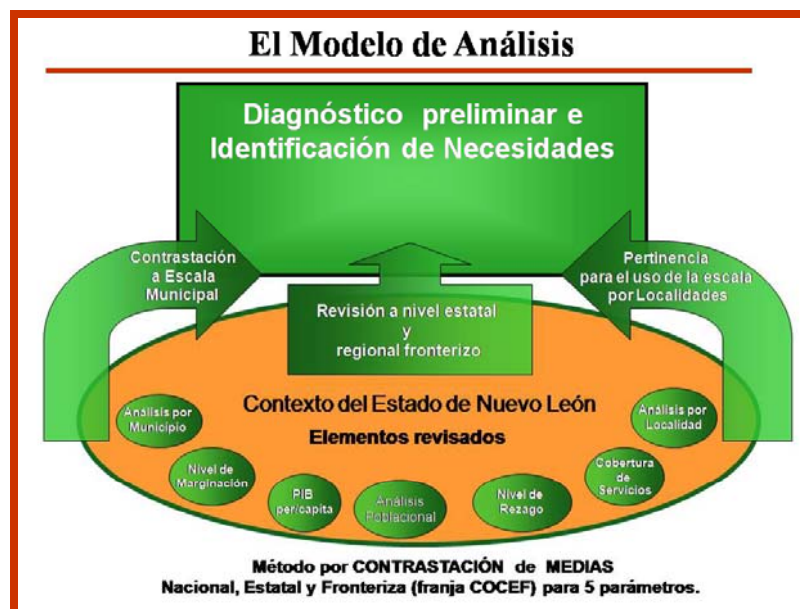 El Modelo de Análisis
Diagnóstico preliminar e
Identificación de Necesidades
Contrastación
a Escala
Municipal
Pertinencia
para el uso de la escala
por Localidades
Revisión a nivel estatal
y
regional fronterizo
Contexto del Estado de Nuevo León
Elementos revisados
Análisis por
Municipio
Nivel de
Marginación
PIB
per/capita
Análisis
Poblacional
Nivel de
Rezago
Cobertura
de
Servicios
Análisis por
Localidad
Método por CONTRASTACIÓN de MEDIAS
Nacional, Estatal y Fronteriza (franja COCEF) para 5 parámetros.